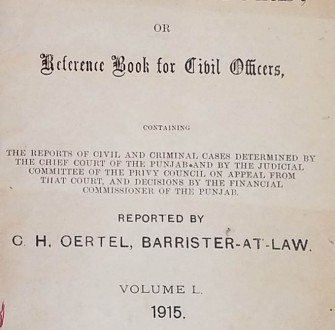 OR
Reference Book for Civil Officers,
CONTAINING
THE REPORTS OF CIVIL AND CRIMINAL CASES DETERMINED BY
THE CHIEF COURT OF THE PUNJAB AND BY THE JUDICIAL
COMMITTEE OF THE PRIVY COUNCIL ON APPEAL FROM
THAT COURT, AND DECISIONS BY THE FINANCIAL
COMMISSIONER OF THE PUNJAB.
REPORTED BY
C. H. OERTEL, BARRISTER-AT-LAW.
VOLUME L.
1915.